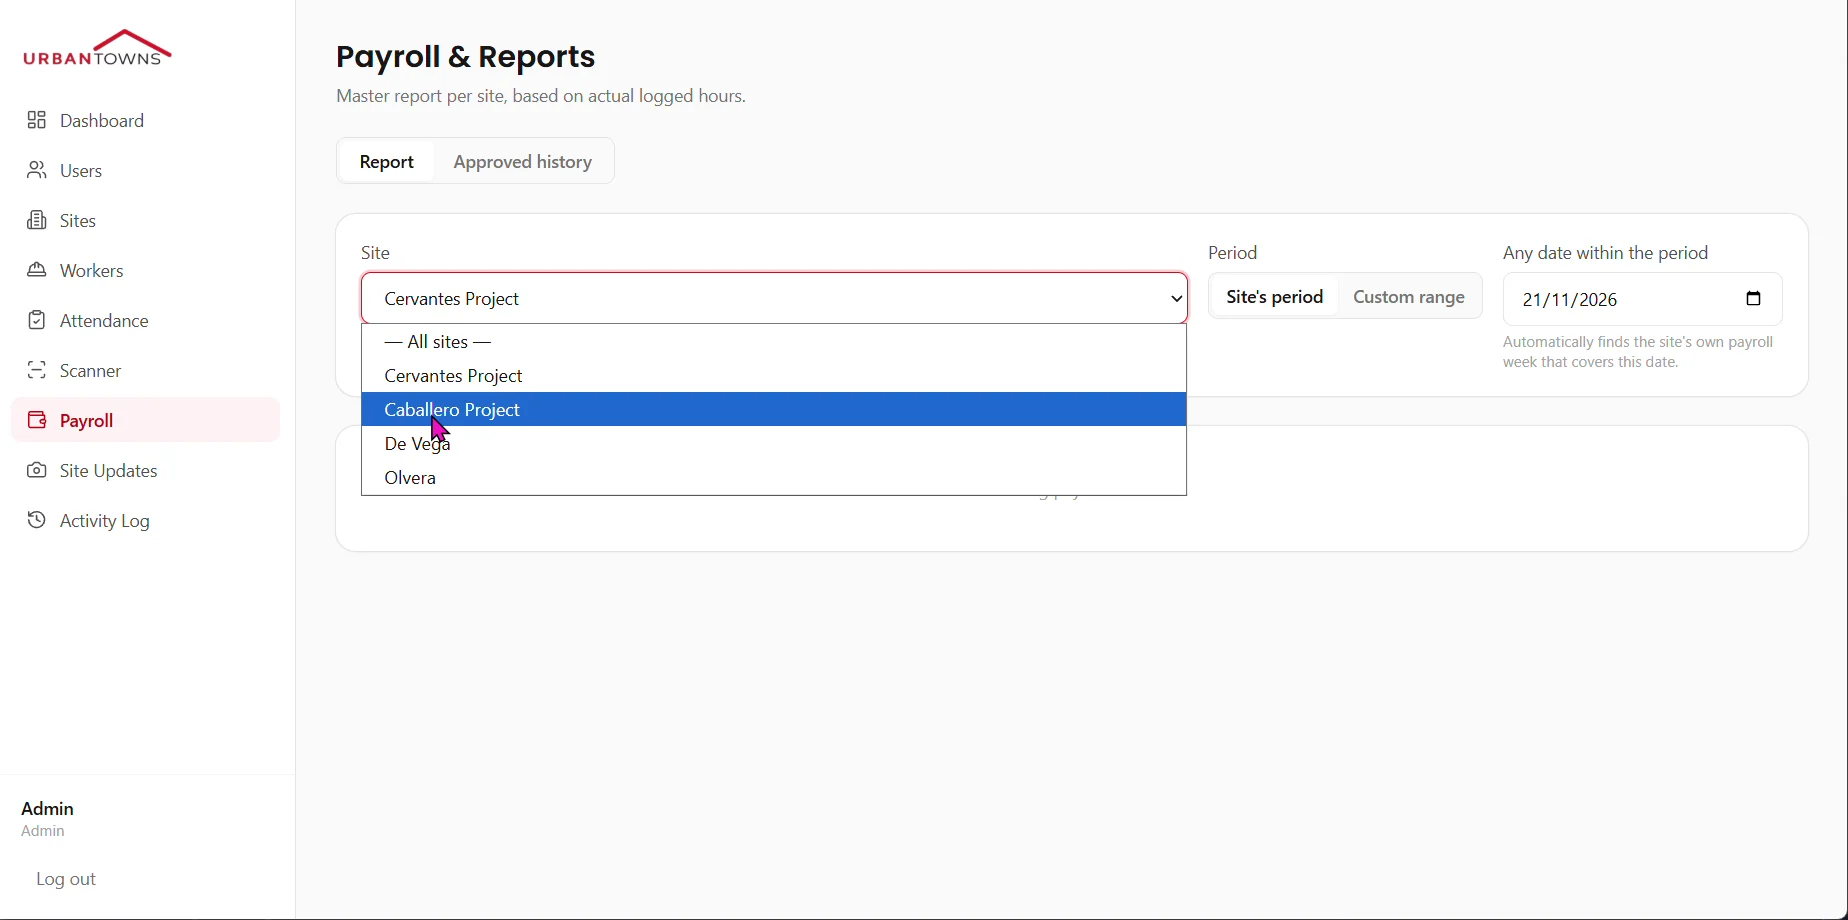 URBANTOWNS
Dashboard
Users
Sites
Workers
Attendance
Scanner
Payroll
Site Updates
Activity Log
Admin
Admin
Log out
Payroll & Reports
Master report per site, based on actual logged hours.
Report
Approved history
Site
Cervantes Project
— All sites —
Cervantes Project
Caballero Project
De Vega
Olvera
Period
Site's period
Custom range
Any date within the period
21/11/2026
Automatically finds the site's own payroll
week that covers this date.